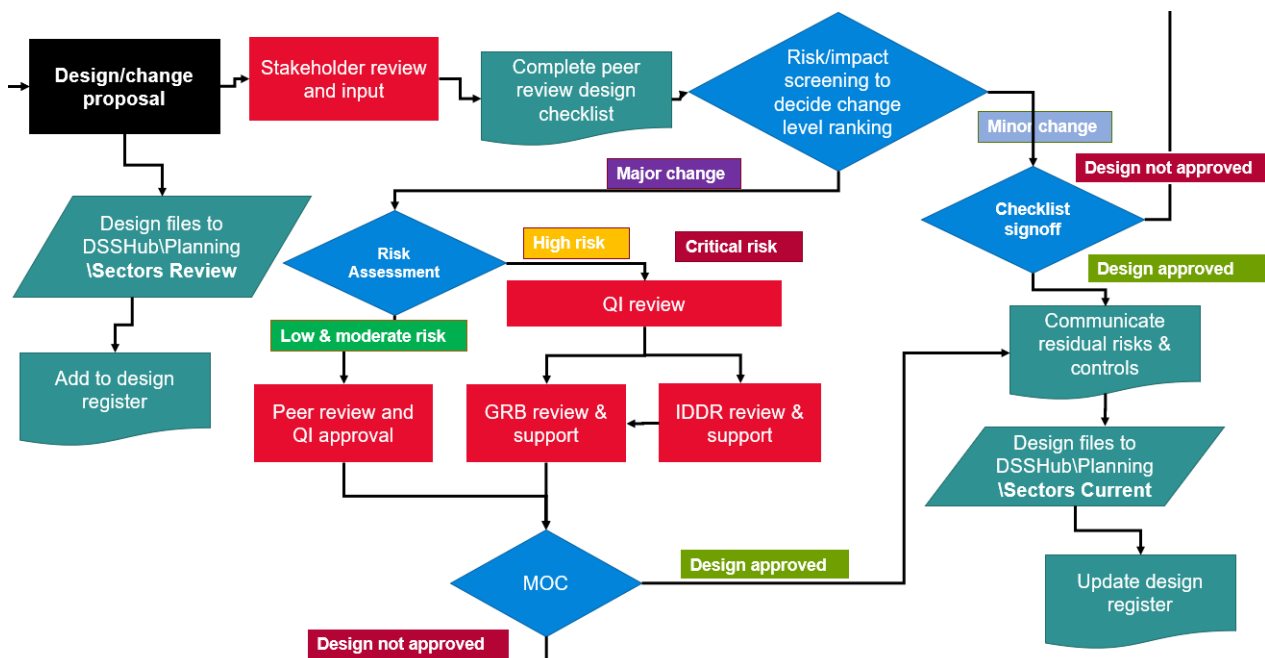 Design/change
proposal
Stakeholder review
and input
Complete peer
review design
checklist
Risk/impact
screening to
decide change
level ranking
Minor change
Design not approved
Major change
Checklist
signoff
Design files to
DSSHub\Planning
\Sectors Review
Risk
Assessment
High risk
Critical risk
Design approved
QI review
Low & moderate risk
Communicate
residual risks &
controls
Add to design
register
Peer review and
QI approval
GRB review &
support
IDDR review &
support
Design files to
DSSHub\Planning
\Sectors Current
MOC
Design approved
Update design
register
Design not approved